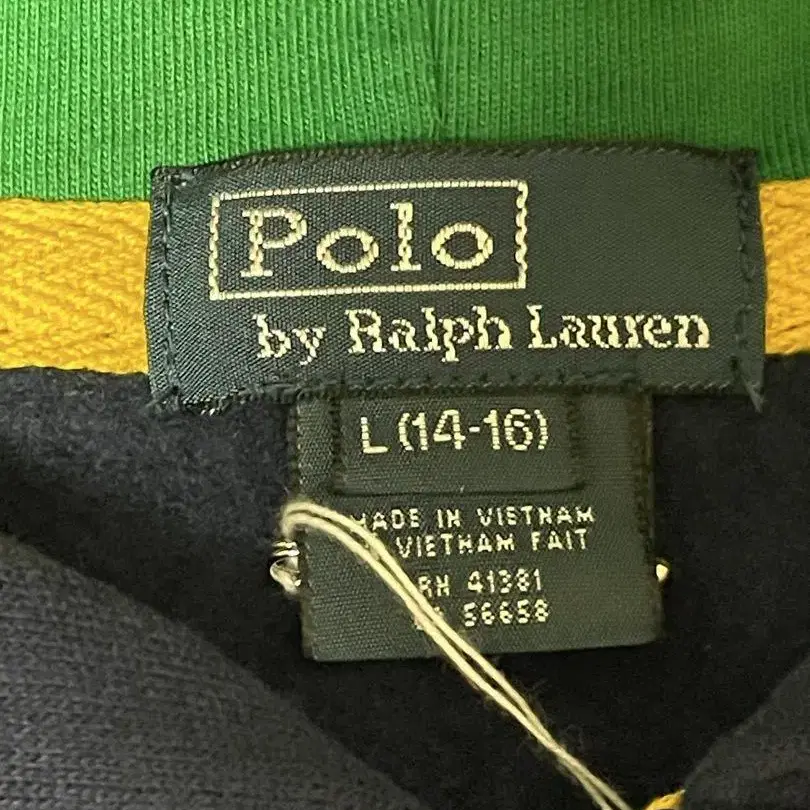 Polo
by Ralph Lauren
L (14-16)
MADE IN VIETNAM
VIETNAM FAIT
RN 41381
56658